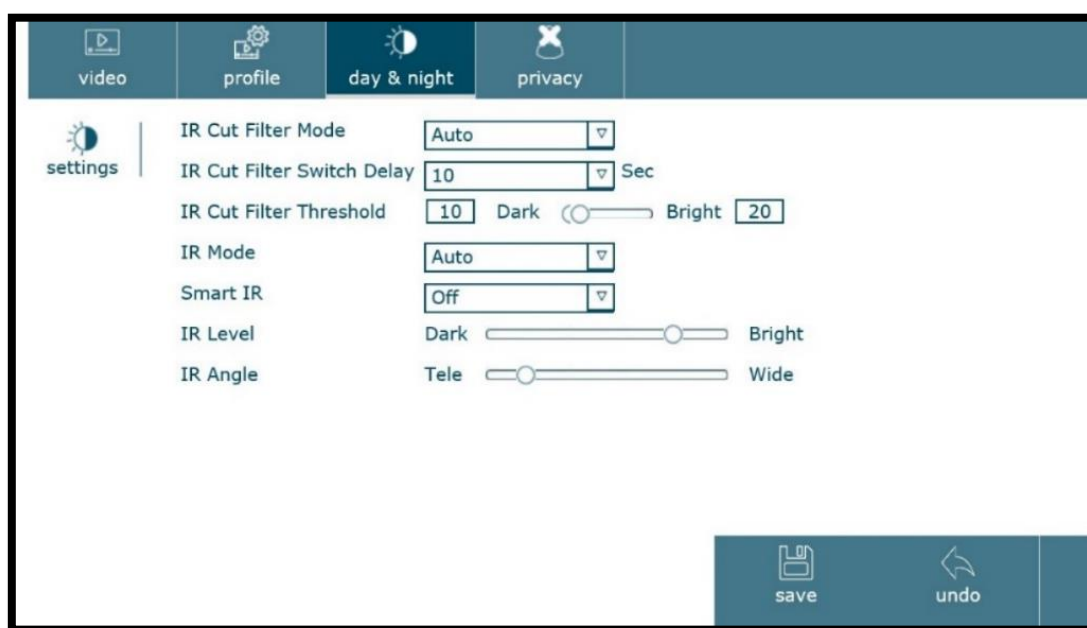 video profile day & night privacy
settings
IR Cut Filter Mode Auto
IR Cut Filter Switch Delay 10 Sec
IR Cut Filter Threshold 10 Dark Bright 20
IR Mode Auto
Smart IR Off
IR Level Dark Bright
IR Angle Tele Wide
save undo